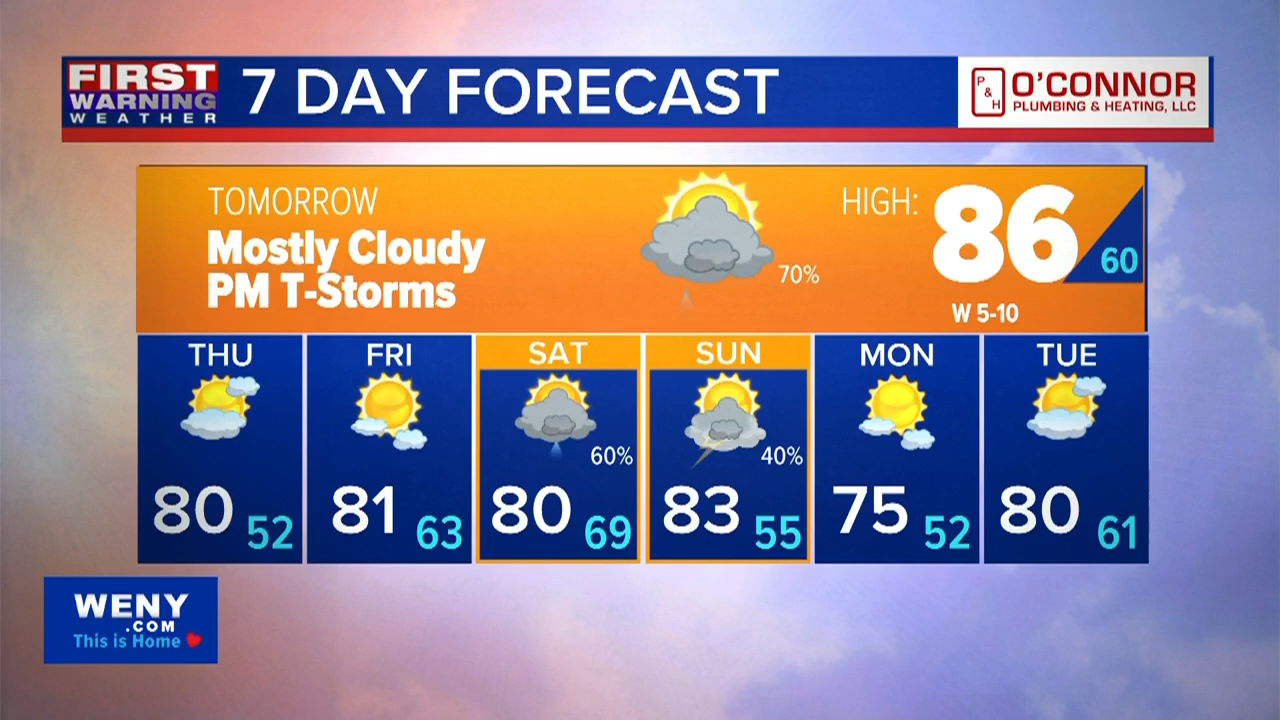 FIRST
WARNING
WEATHER
7 DAY FORECAST
P & H
O'CONNOR
PLUMBING & HEATING, LLC
TOMORROW
Mostly Cloudy
PM T-Storms
70%
HIGH:
86
60
W 5-10
THU
FRI
SAT
SUN
MON
TUE
60%
40%
80 52
81 63
80 69
83 55
75 52
80 61
WENY
.COM
This is Home